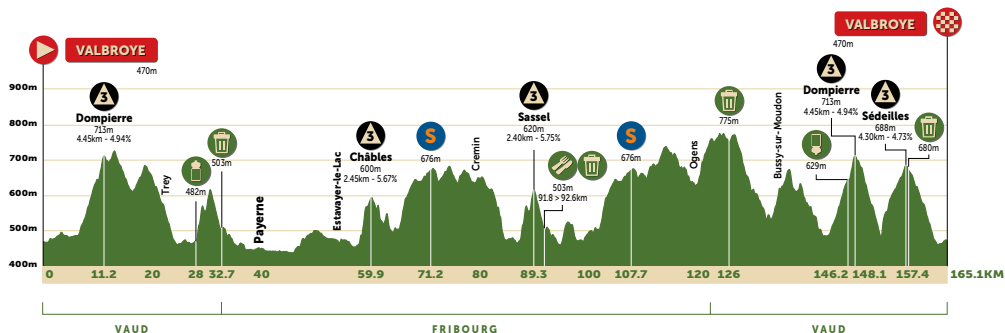 VALBROYE
470m
VALBROYE
470m
900m
800m
700m
600m
500m
400m
3
Dompierre
713m
4.45km - 4.94%
Trey
482m
503m
Payerne
Estavayer-le-Lac
3
Châbles
600m
2.45km - 5.67%
S
676m
Cremin
3
Sassel
620m
2.40km - 5.75%
503m
91.8 > 92.6km
S
676m
Ogens
775m
Bussy-sur-Moudon
629m
3
Dompierre
713m
4.45km - 4.94%
3
Sédeilles
688m
4.30km - 4.73%
680m
0 11.2 20 28 32.7 40 59.9 71.2 80 89.3 100 107.7 120 126 146.2 148.1 157.4 165.1KM
VAUD FRIBOURG VAUD